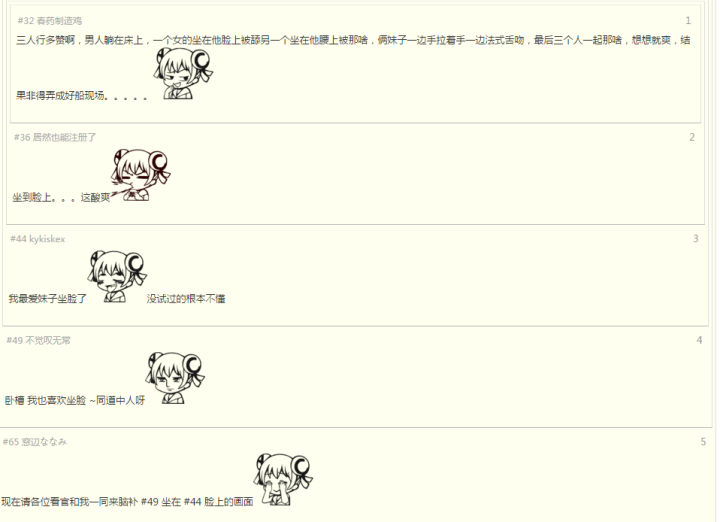 #32 春药制造鸡 1
三人行多赞啊，男人躺在床上，一个女的坐在他脸上被舔另一个坐在他腰上被那啥，俩妹子一边手拉着手一边法式舌吻，最后三个人一起那啥，想想就爽，结
果非得弄成好船现场。。。。。
#36 居然也能注册了 2
坐到脸上。。。这酸爽
#44 kykiskex 3
我最爱妹子坐脸了 没试过的根本不懂
#49 不觉叹无常 4
卧槽 我也喜欢坐脸 ~同道中人呀
#65 窓辺ななみ 5
现在请各位看官和我一同来脑补 #49 坐在 #44 脸上的画面